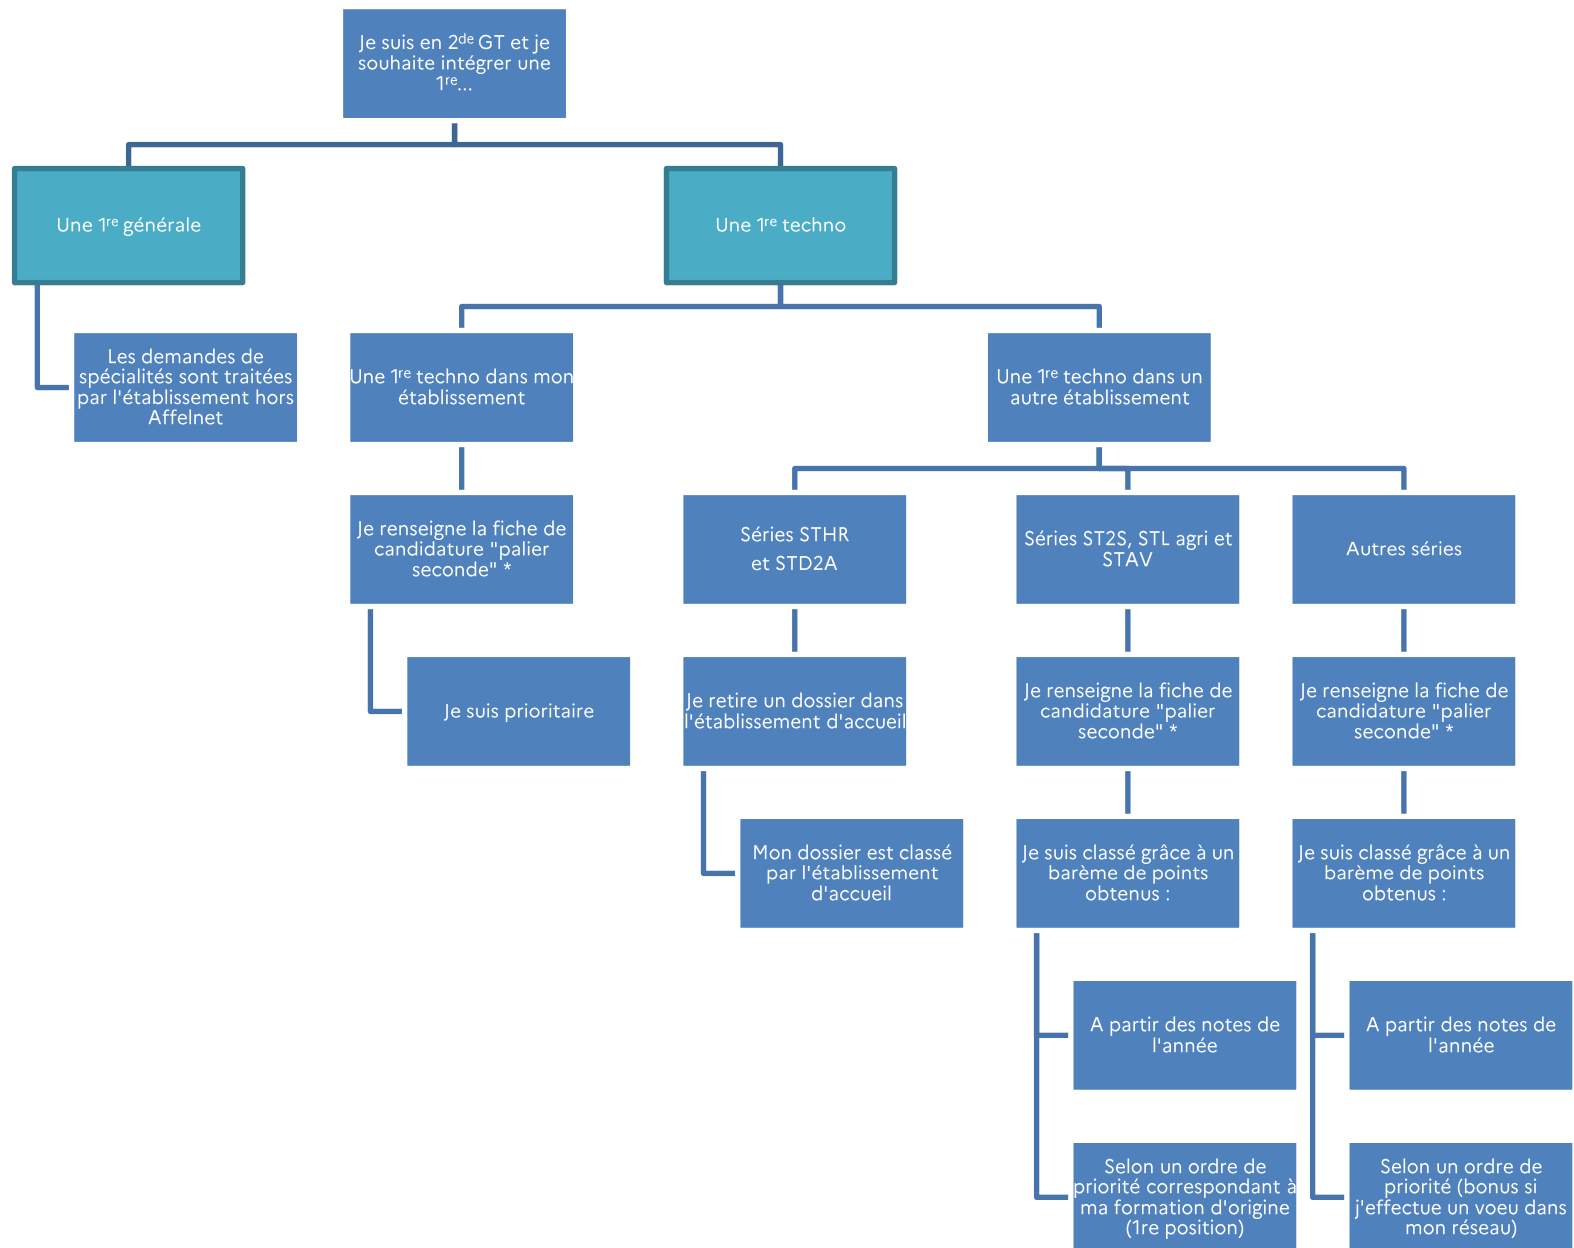 Je suis en 2de GT et je
souhaite intégrer une
1re...
Une 1re générale
Une 1re techno
Les demandes de
spécialités sont traitées
par l'établissement hors
Affelnet
Une 1re techno dans mon
établissement
Une 1re techno dans un
autre établissement
Je renseigne la fiche de
candidature "palier
seconde" *
Séries STHR
et STD2A
Séries ST2S, STL agri et
STAV
Autres séries
Je suis prioritaire
Je retire un dossier dans
l'établissement d'accueil
Je renseigne la fiche de
candidature "palier
seconde" *
Je renseigne la fiche de
candidature "palier
seconde" *
Mon dossier est classé
par l'établissement
d'accueil
Je suis classé grâce à un
barème de points
obtenus :
Je suis classé grâce à un
barème de points
obtenus :
A partir des notes de
l'année
A partir des notes de
l'année
Selon un ordre de
priorité correspondant à
ma formation d'origine
(1re position)
Selon un ordre de
priorité (bonus si
j'effectue un voeu dans
mon réseau)